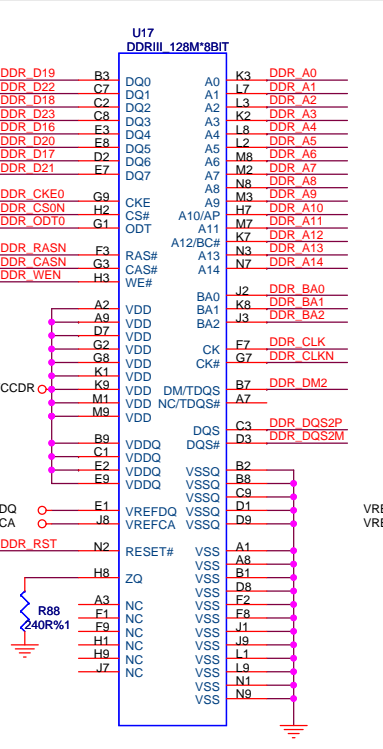 U17
DDRIII_128M*8BIT
DDR_D19 B3 DQ0 A0 K3 DDR_A0
DDR_D22 C7 DQ1 A1 L7 DDR_A1
DDR_D18 C2 DQ2 A2 L3 DDR_A2
DDR_D23 C8 DQ3 A3 K2 DDR_A3
DDR_D16 E3 DQ4 A4 L8 DDR_A4
DDR_D20 E8 DQ5 A5 L2 DDR_A5
DDR_D17 D2 DQ6 A6 M8 DDR_A6
DDR_D21 E7 DQ7 A7 M2 DDR_A7
A8 N8 DDR_A8
DDR_CKE0 G9 CKE A9 M3 DDR_A9
DDR_CS0N H2 CS# A10/AP H7 DDR_A10
DDR_ODT0 G1 ODT A11 M7 DDR_A11
A12/BC# K7 DDR_A12
DDR_RASN F3 RAS# A13 N3 DDR_A13
DDR_CASN G3 CAS# A14 N7 DDR_A14
DDR_WEN H3 WE#
BA0 J2 DDR_BA0
A2 VDD BA1 K8 DDR_BA1
A9 VDD BA2 J3 DDR_BA2
D7 VDD
G2 VDD CK F7 DDR_CLK
G8 VDD CK# G7 DDR_CLKN
K1 VDD
CCDR K9 VDD DM/TDQS B7 DDR_DM2
M1 VDD NC/TDQS# A7
M9 VDD
DQS C3 DDR_DQS2P
B9 VDDQ DQS# D3 DDR_DQS2M
C1 VDDQ
E2 VDDQ VSSQ B2
E9 VDDQ VSSQ B8
VSSQ C9
DQ E1 VREFDQ VSSQ D1 VRE
CA J8 VREFCA VSSQ D9 VRE
DDR_RST N2 RESET# VSS A1
VSS A8
H8 ZQ VSS B1
VSS D8
A3 NC VSS F2
F1 NC VSS F8
R88
240R%1
F9 NC VSS J1
H1 NC VSS J9
H9 NC VSS L1
J7 NC VSS L9
VSS N1
VSS N9